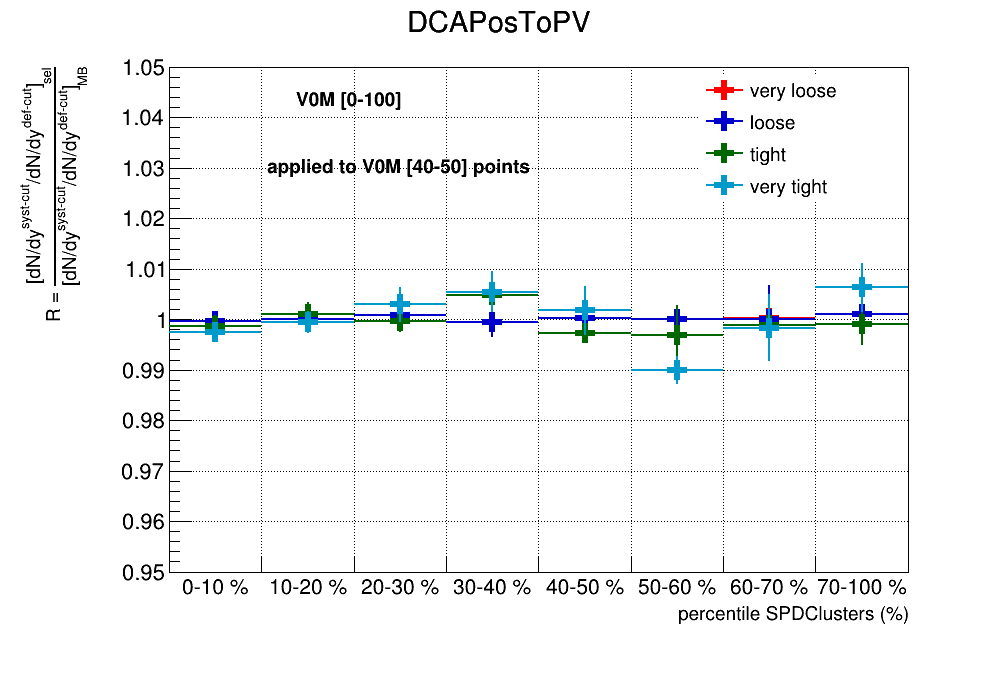 DCAPosToPV
R = [dN/dy^syst-cut/dN/dy^def-cut]_sel
[dN/dy^syst-cut/dN/dy^def-cut]_MB
V0M [0-100]
applied to V0M [40-50] points
very loose
loose
tight
very tight
1.05
1.04
1.03
1.02
1.01
1
0.99
0.98
0.97
0.96
0.95
0-10 % 10-20 % 20-30 % 30-40 % 40-50 % 50-60 % 60-70 % 70-100 %
percentile SPDClusters (%)